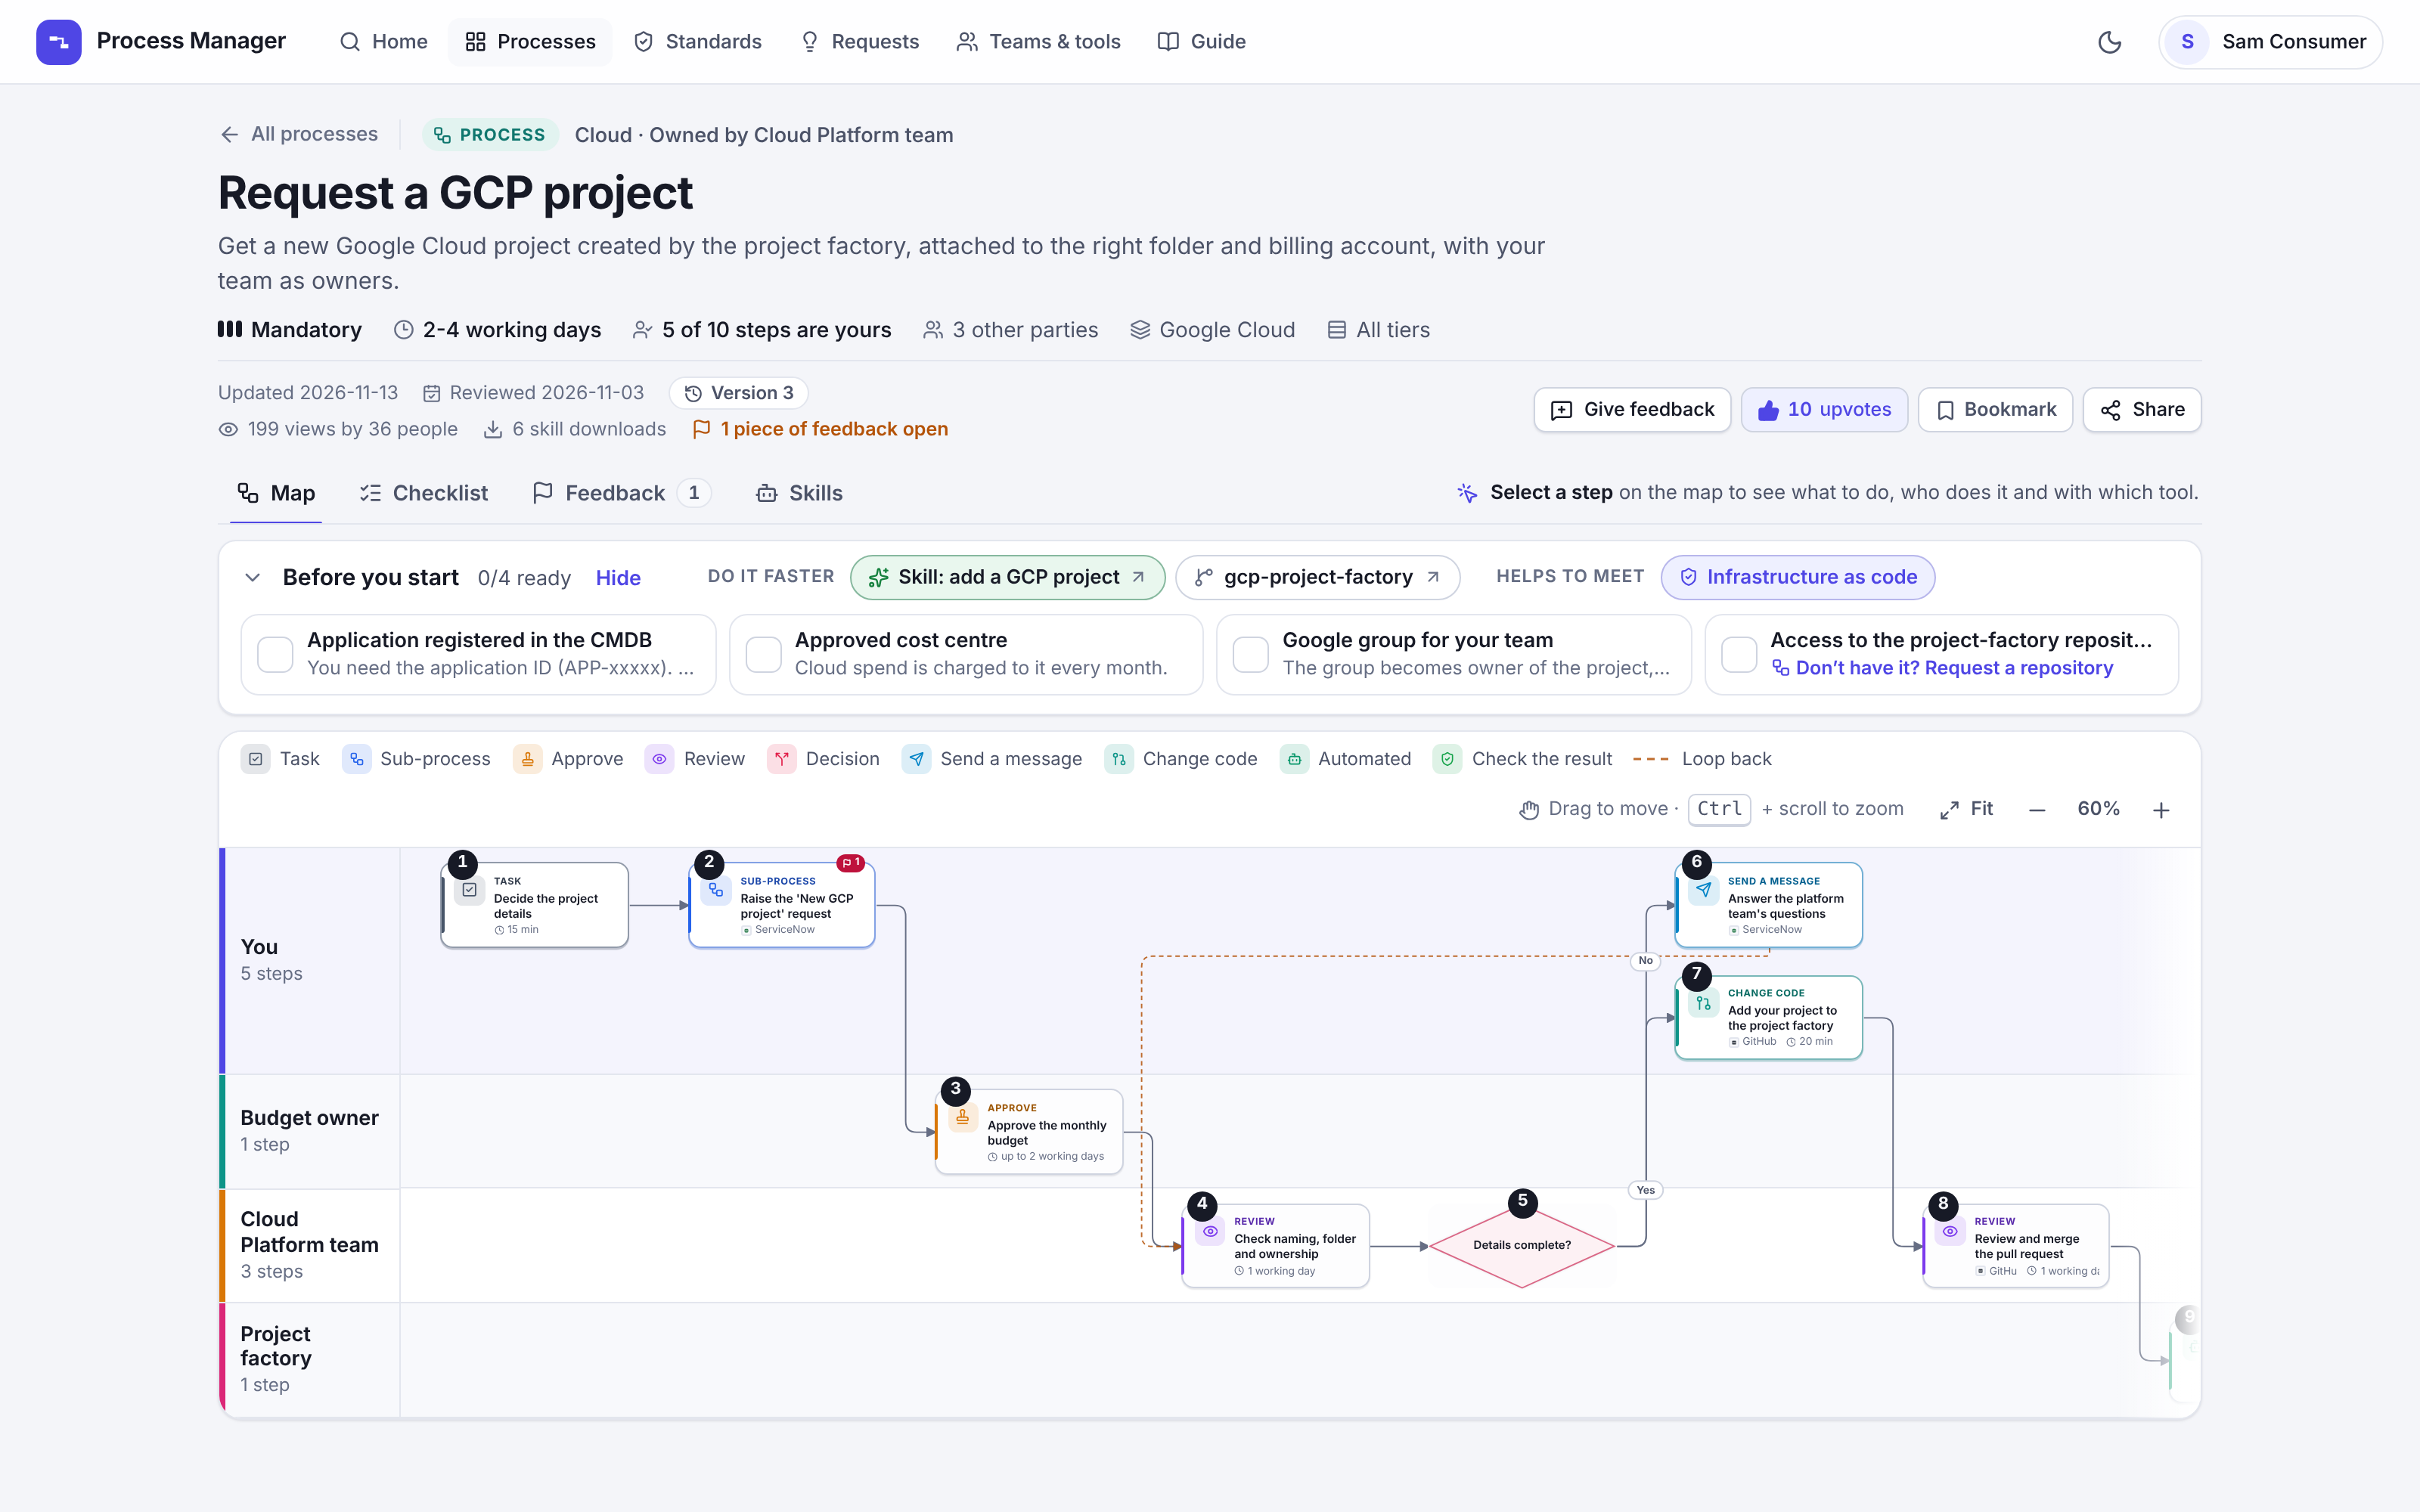 Process Manager
Home
Processes
Standards
Requests
Teams & tools
Guide
S
Sam Consumer
All processes
PROCESS
Cloud · Owned by Cloud Platform team
Request a GCP project
Get a new Google Cloud project created by the project factory, attached to the right folder and billing account, with your
team as owners.
Mandatory
2-4 working days
5 of 10 steps are yours
3 other parties
Google Cloud
All tiers
Updated 2026-11-13
Reviewed 2026-11-03
Version 3
199 views by 36 people
6 skill downloads
1 piece of feedback open
Give feedback
10 upvotes
Bookmark
Share
Map
Checklist
Feedback 1
Skills
Select a step on the map to see what to do, who does it and with which tool.
Before you start 0/4 ready Hide
DO IT FASTER
Skill: add a GCP project
gcp-project-factory
HELPS TO MEET
Infrastructure as code
Application registered in the CMDB
You need the application ID (APP-xxxxx). ...
Approved cost centre
Cloud spend is charged to it every month.
Google group for your team
The group becomes owner of the project,...
Access to the project-factory reposit...
Don't have it? Request a repository
Task
Sub-process
Approve
Review
Decision
Send a message
Change code
Automated
Check the result
Loop back
Drag to move · Ctrl + scroll to zoom
Fit
60%
You
5 steps
1
TASK
Decide the project
details
15 min
2
1
SUB-PROCESS
Raise the 'New GCP
project' request
ServiceNow
6
SEND A MESSAGE
Answer the platform
team's questions
ServiceNow
No
7
CHANGE CODE
Add your project to
the project factory
GitHub
20 min
Budget owner
1 step
3
APPROVE
Approve the monthly
budget
up to 2 working days
Yes
Cloud
Platform team
3 steps
4
REVIEW
Check naming, folder
and ownership
1 working day
5
Details complete?
8
REVIEW
Review and merge
the pull request
GitHu
1 working da
Project
factory
1 step
9